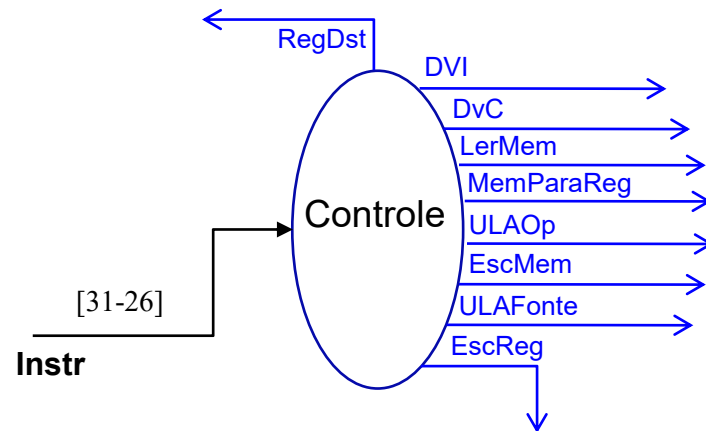 RegDst
DVI
DvC
LerMem
MemParaReg
Controle
ULAOp
EscMem
[31-26]
ULAFonte
Instr
EscReg